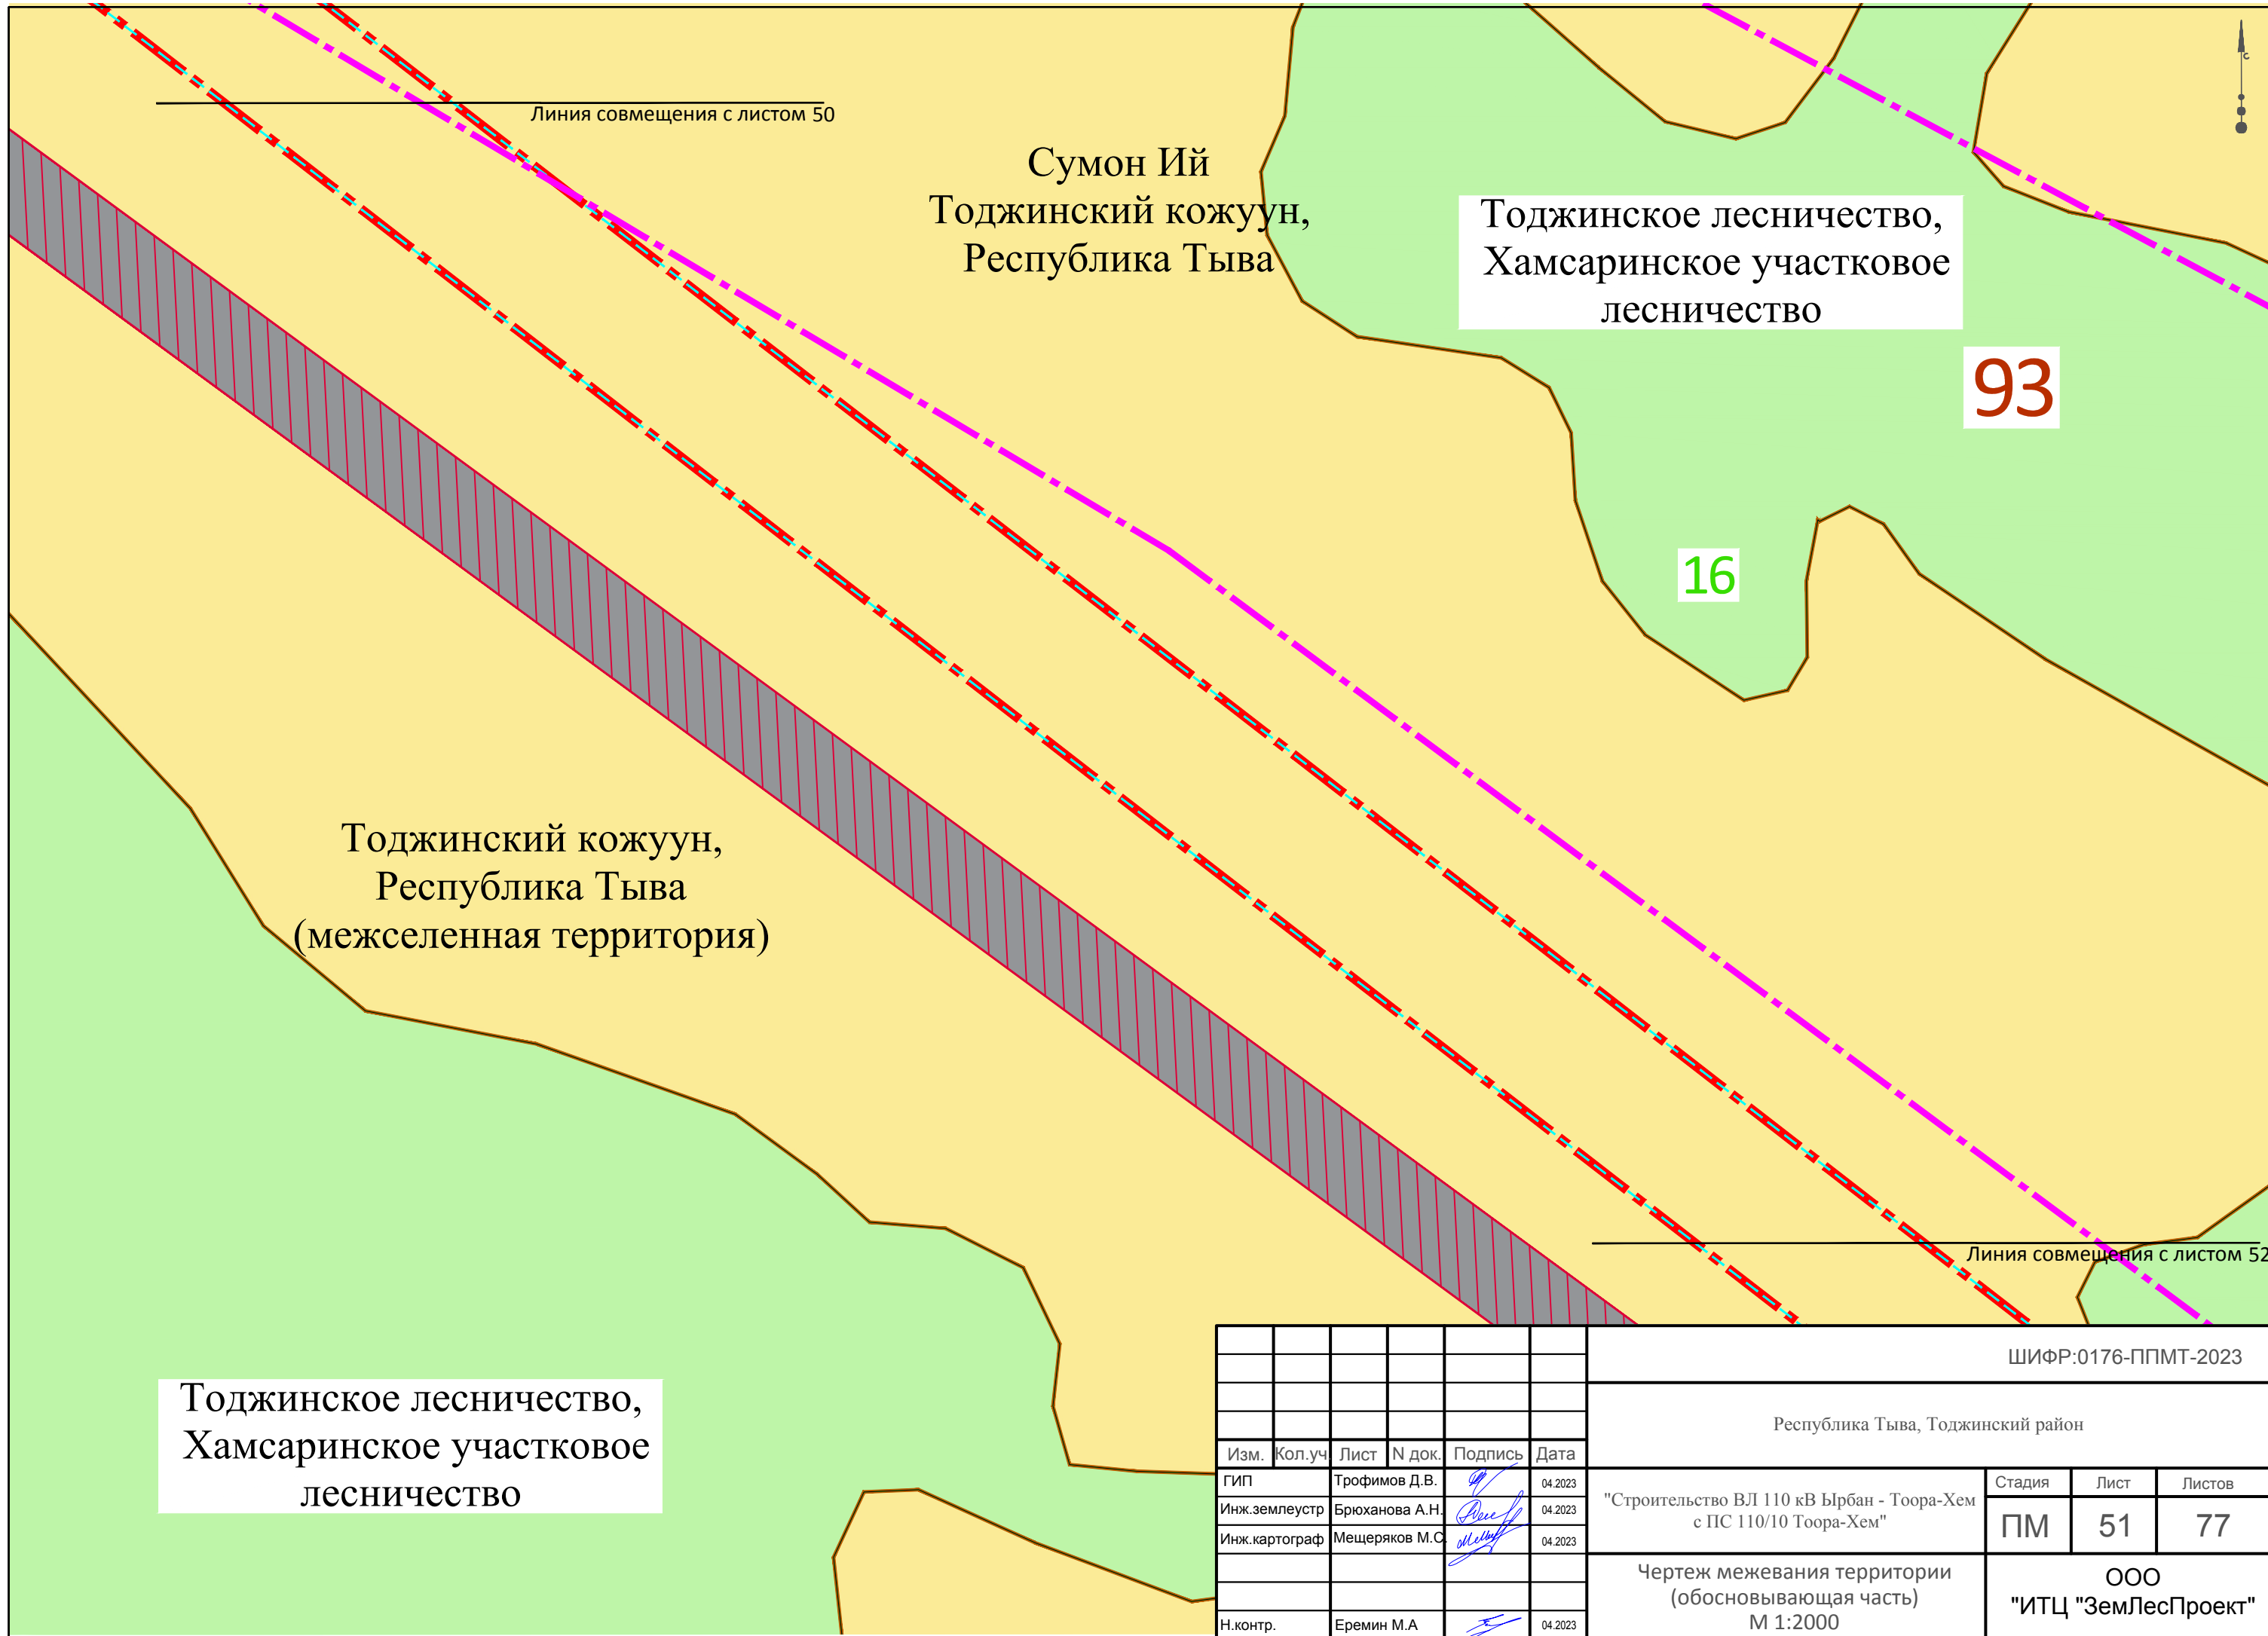 с
Линия совмещения с листом 50
Сумон Ий
Тоджинский кожуун,
Республика Тыва
Тоджинское лесничество,
Хамсаринское участковое
лесничество
93
16
Тоджинский кожуун,
Республика Тыва
(межселенная территория)
Линия совмещения с листом 52
Тоджинское лесничество,
Хамсаринское участковое
лесничество
ШИФР:0176-ППМТ-2023
Республика Тыва, Тоджинский район
Изм. Кол.уч Лист N док. Подпись Дата
ГИП Трофимов Д.В. 04.2023
Инж.землеустр Брюханова А.Н. 04.2023
Инж.картограф Мещеряков М.С. 04.2023
Н.контр. Еремин М.А 04.2023
"Строительство ВЛ 110 кВ Ырбан - Тоора-Хем
с ПС 110/10 Тоора-Хем"
Стадия Лист Листов
ПМ 51 77
Чертеж межевания территории
(обосновывающая часть)
М 1:2000
ООО
"ИТЦ "ЗемЛесПроект"